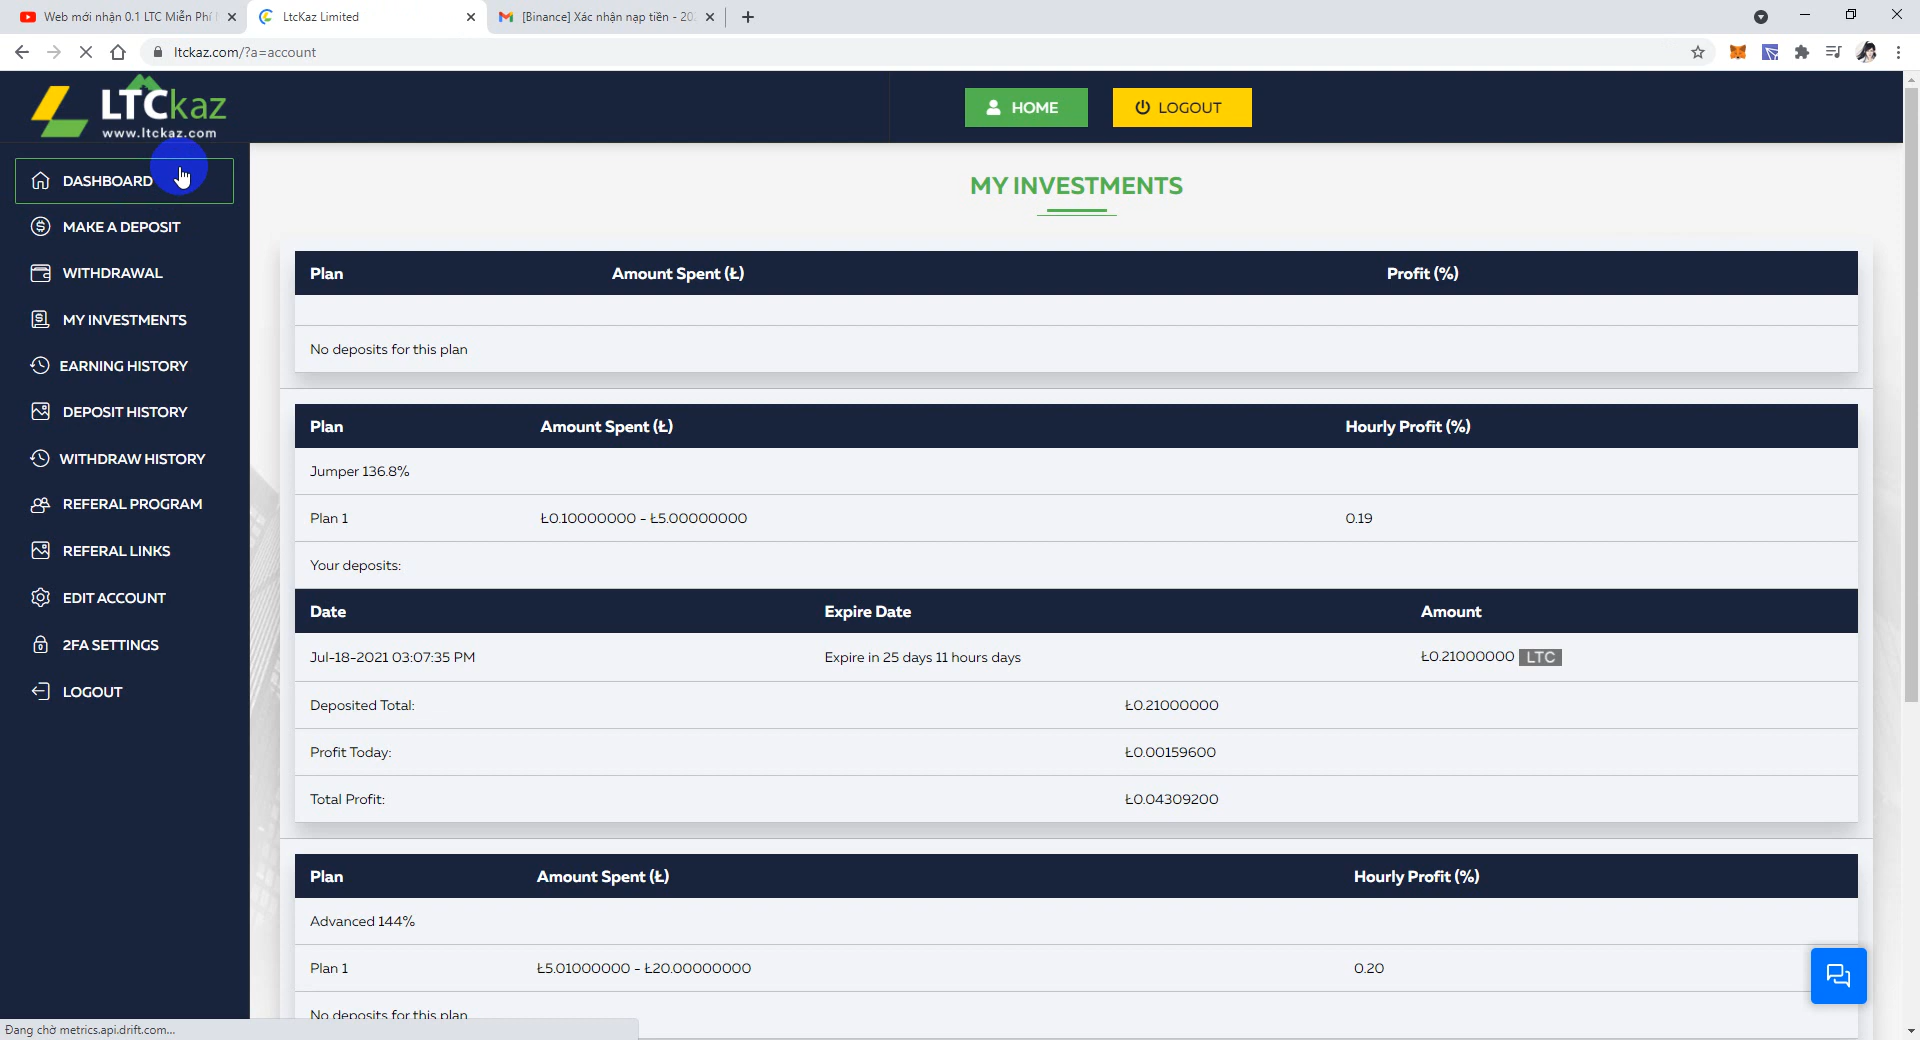 Web mới nhận 0.1 LTC Miễn Phí
LtcKaz Limited
[Binance] Xác nhận nạp tiền - 20
ltckaz.com/?a=account
LTCkaz
www.ltckaz.com
HOME
LOGOUT
DASHBOARD
MAKE A DEPOSIT
WITHDRAWAL
MY INVESTMENTS
EARNING HISTORY
DEPOSIT HISTORY
WITHDRAW HISTORY
REFERAL PROGRAM
REFERAL LINKS
EDIT ACCOUNT
2FA SETTINGS
LOGOUT
MY INVESTMENTS
Plan Amount Spent (Ł) Profit (%)
No deposits for this plan
Plan Amount Spent (Ł) Hourly Profit (%)
Jumper 136.8%
Plan 1 Ł0.10000000 - Ł5.00000000 0.19
Your deposits:
Date Expire Date Amount
Jul-18-2021 03:07:35 PM Expire in 25 days 11 hours days Ł0.21000000 LTC
Deposited Total: Ł0.21000000
Profit Today: Ł0.00159600
Total Profit: Ł0.04309200
Plan Amount Spent (Ł) Hourly Profit (%)
Advanced 144%
Plan 1 Ł5.01000000 - Ł20.00000000 0.20
No deposits for this plan
Đang chờ metrics.api.drift.com...